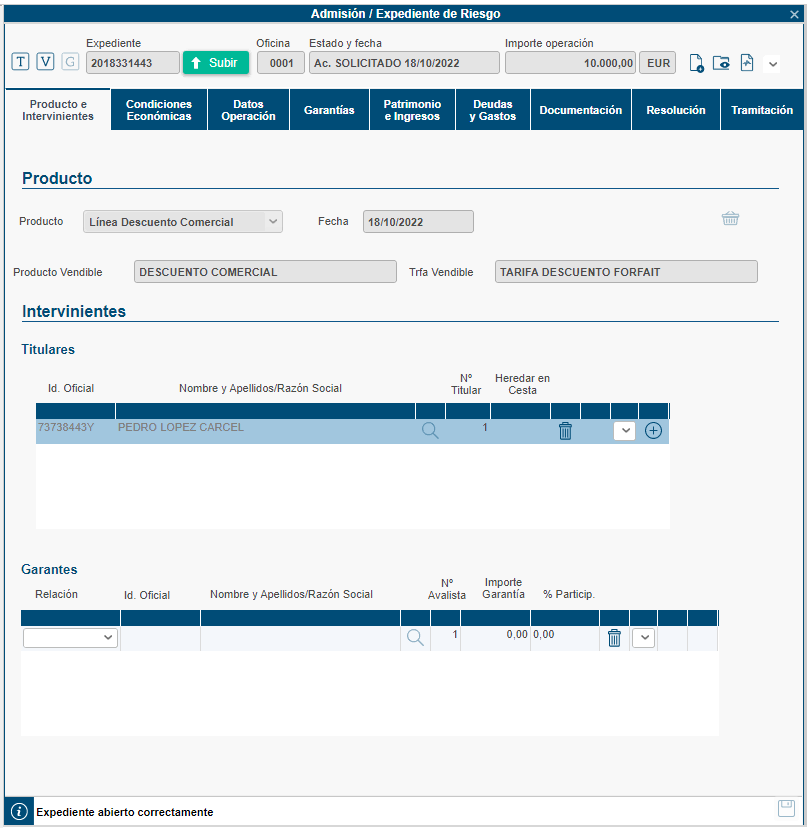 Admisión / Expediente de Riesgo
Expediente Oficina Estado y fecha Importe operación
T V G 2018331443 Subir 0001 Ac. SOLICITADO 18/10/2022 10.000,00 EUR
Producto e
Intervinientes
Condiciones
Económicas
Datos
Operación
Garantías
Patrimonio
e Ingresos
Deudas
y Gastos
Documentación
Resolución
Tramitación
Producto
Producto Línea Descuento Comercial Fecha 18/10/2022
Producto Vendible DESCUENTO COMERCIAL Trfa Vendible TARIFA DESCUENTO FORFAIT
Intervinientes
Titulares
Id. Oficial
Nombre y Apellidos/Razón Social
Nº
Titular
Heredar en
Cesta
73738443Y PEDRO LOPEZ CARCEL 1
Garantes
Relación
Id. Oficial
Nombre y Apellidos/Razón Social
Nº
Avalista
Importe
Garantía
% Particip.
1 0,00 0,00
Expediente abierto correctamente